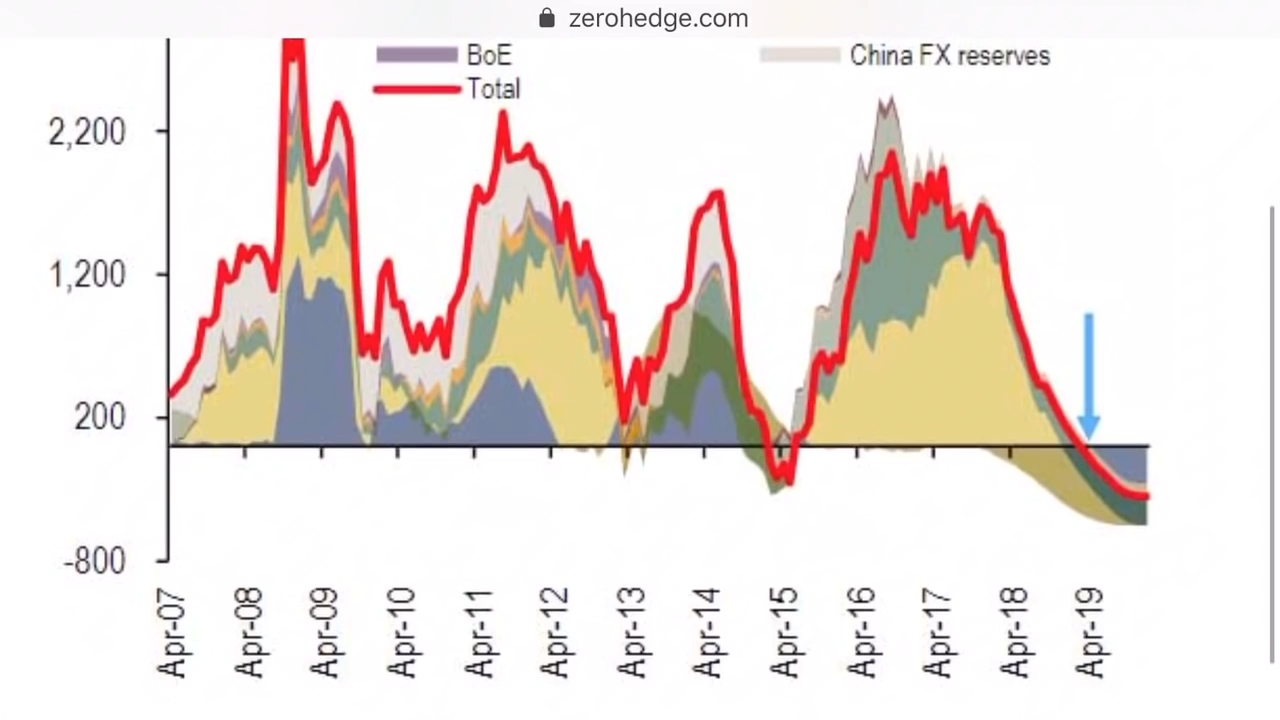 zerohedge.com
BoE
China FX reserves
Total
2,200
1,200
200
-800
Apr-07
Apr-08
Apr-09
Apr-10
Apr-11
Apr-12
Apr-13
Apr-14
Apr-15
Apr-16
Apr-17
Apr-18
Apr-19